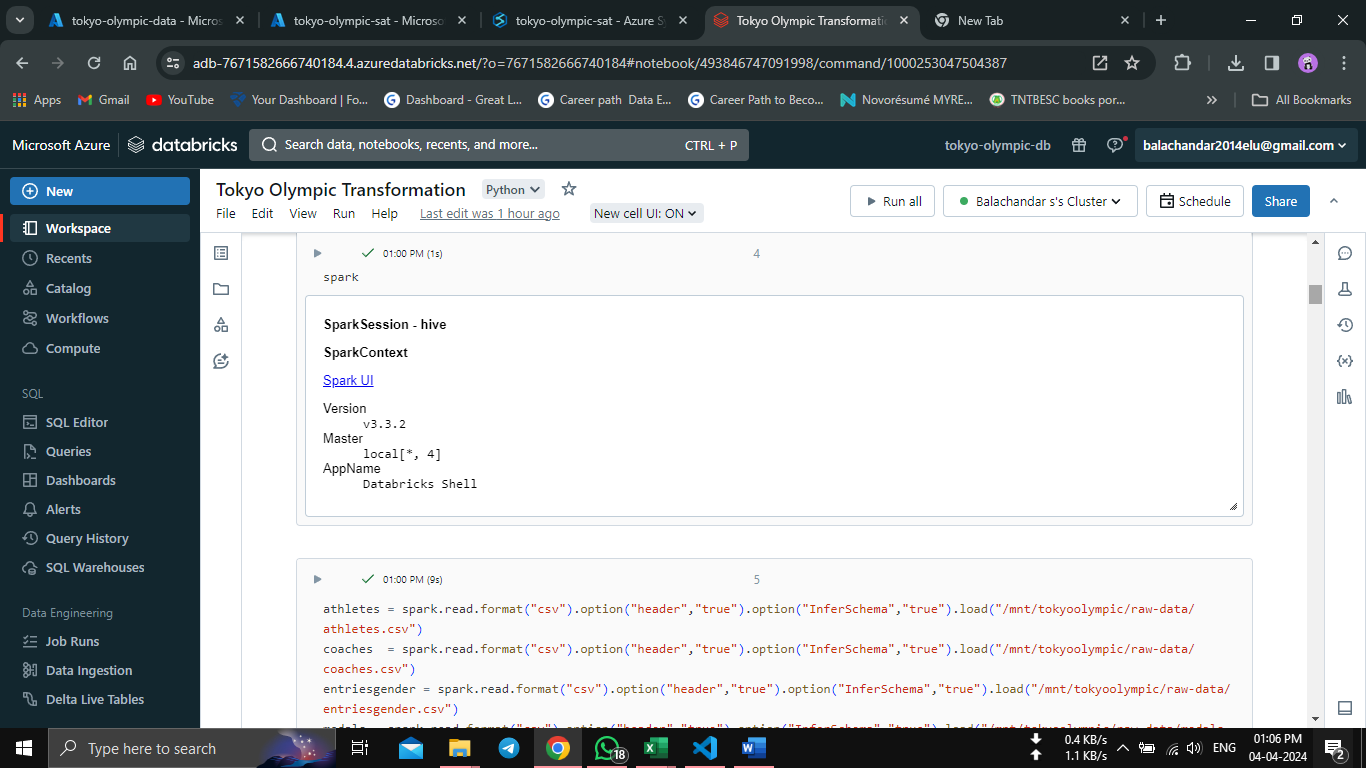 tokyo-olympic-data - Micros
tokyo-olympic-sat - Microso
tokyo-olympic-sat - Azure Sy
Tokyo Olympic Transformati
New Tab
adb-7671582666740184.4.azuredatabricks.net/?o=7671582666740184#notebook/493846747091998/command/1000253047504387
Apps
Gmail
YouTube
Your Dashboard | Fo...
Dashboard - Great L...
Career path Data E...
Career Path to Beco...
Novorésumé MYRE...
TNTBESC books por...
All Bookmarks
Microsoft Azure
databricks
Search data, notebooks, recents, and more...
CTRL + P
tokyo-olympic-db
balachandar2014elu@gmail.com
New
Workspace
Recents
Catalog
Workflows
Compute
SQL
SQL Editor
Queries
Dashboards
Alerts
Query History
SQL Warehouses
Data Engineering
Job Runs
Data Ingestion
Delta Live Tables
Tokyo Olympic Transformation
Python
File Edit View Run Help Last edit was 1 hour ago New cell UI: ON
Run all
Balachandar s's Cluster
Schedule
Share
01:00 PM (1s)
4
spark
SparkSession - hive
SparkContext
Spark UI
Version
v3.3.2
Master
local[*, 4]
AppName
Databricks Shell
01:00 PM (9s)
5
athletes = spark.read.format("csv").option("header","true").option("InferSchema","true").load("/mnt/tokyoolympic/raw-data/
athletes.csv")
coaches  = spark.read.format("csv").option("header","true").option("InferSchema","true").load("/mnt/tokyoolympic/raw-data/
coaches.csv")
entriesgender = spark.read.format("csv").option("header","true").option("InferSchema","true").load("/mnt/tokyoolympic/raw-data/
entriesgender.csv")
Type here to search
18
0.4 KB/s
1.1 KB/s
ENG
01:06 PM
04-04-2024
2